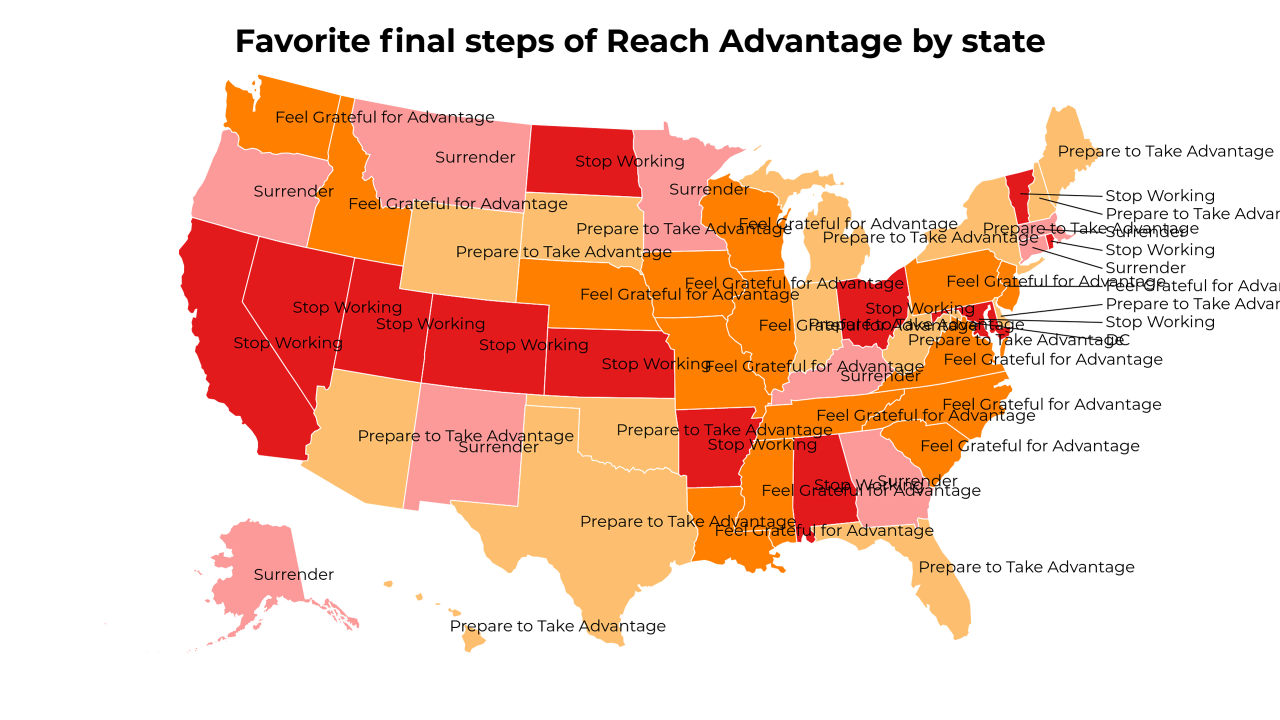 Favorite final steps of Reach Advantage by state
Feel Grateful for Advantage
Prepare to Take Advantage
Surrender
Stop Working
Surrender
Surrender
Stop Working
Feel Grateful for Advantage
Prepare to Take Advantage
Feel Grateful for Advantage
Prepare to Take Advantage
Prepare to Take Advantage
Surrender
Prepare to Take Advantage
Stop Working
Prepare to Take Advantage
Surrender
Feel Grateful for Advantage
Feel Grateful for Advantage
Feel Grateful for Advantage
Feel Grateful for Advantage
Prepare to Take Advar
Stop Working
Stop Working
Stop Working
Feel Grateful for Advantage
Prepare to Take Advantage
Stop Working
Prepare to Take Advantage
DC
Stop Working
Stop Working
Feel Grateful for Advantage
Stop Working
Feel Grateful for Advantage
Surrender
Feel Grateful for Advantage
Feel Grateful for Advantage
Prepare to Take Advantage
Prepare to Take Advantage
Surrender
Stop Working
Feel Grateful for Advantage
Stop Working
Surrender
Feel Grateful for Advantage
Prepare to Take Advantage
Feel Grateful for Advantage
Prepare to Take Advantage
Surrender
Prepare to Take Advantage